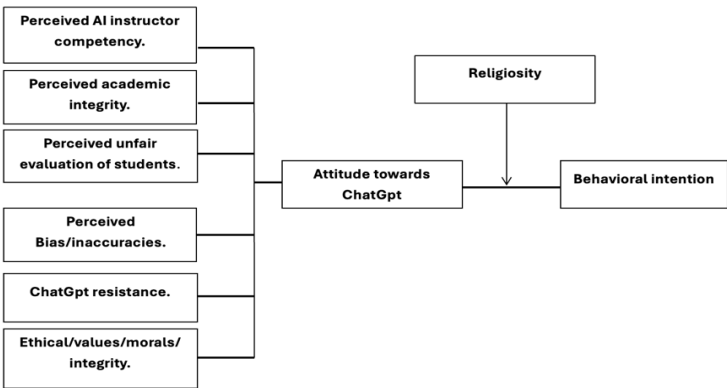 Perceived AI instructor
competency.
Perceived academic
integrity.
Perceived unfair
evaluation of students.
Perceived
Bias/inaccuracies.
ChatGpt resistance.
Ethical/values/morals/
integrity.
Attitude towards
ChatGpt
Religiosity
Behavioral intention